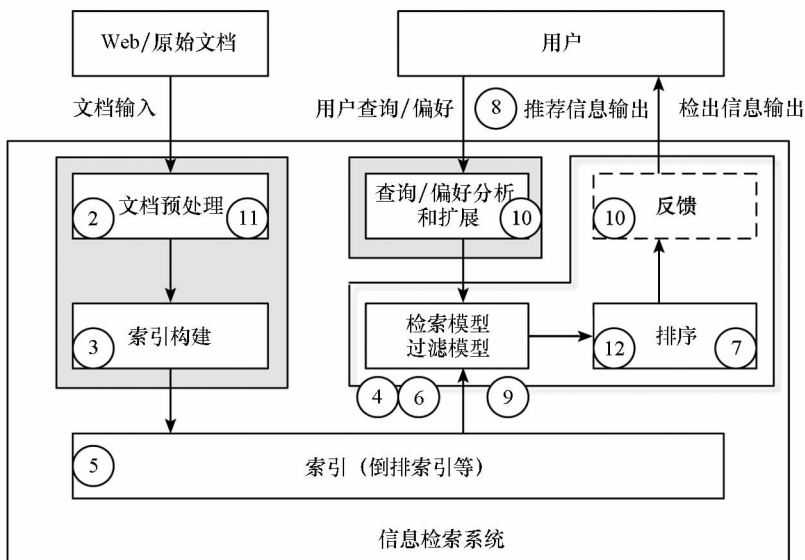 Web/原始文档
用户
文档输入
用户查询/偏好
8
推荐信息输出
检出信息输出
2
文档预处理
11
查询/偏好分析
和扩展
10
10
反馈
3
索引构建
检索模型
过滤模型
12
排序
7
4
6
9
5
索引（倒排索引等）
信息检索系统